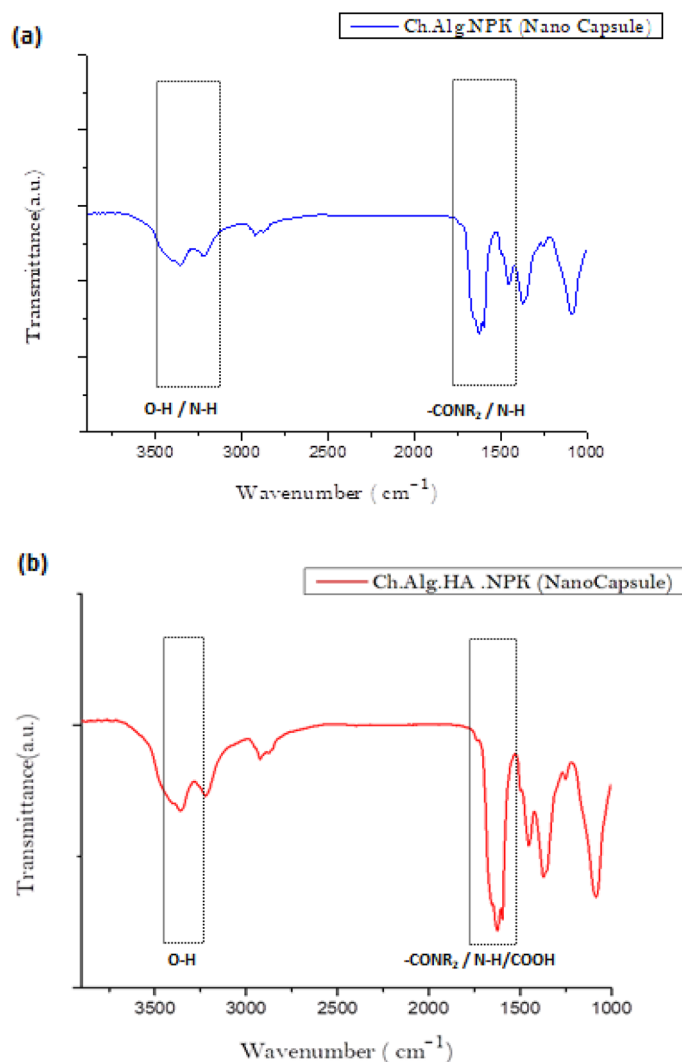 (a)
Ch.Alg.NPK (Nano Capsule)
Transmittance(a.u.)
O-H / N-H
-CONR₂ / N-H
3500 3000 2500 2000 1500 1000
Wavenumber ( cm⁻¹)
(b)
Ch.Alg.HA .NPK (NanoCapsule)
Transmittance(a.u.)
O-H
-CONR₂ / N-H/COOH
3500 3000 2500 2000 1500 1000
Wavenumber ( cm⁻¹)